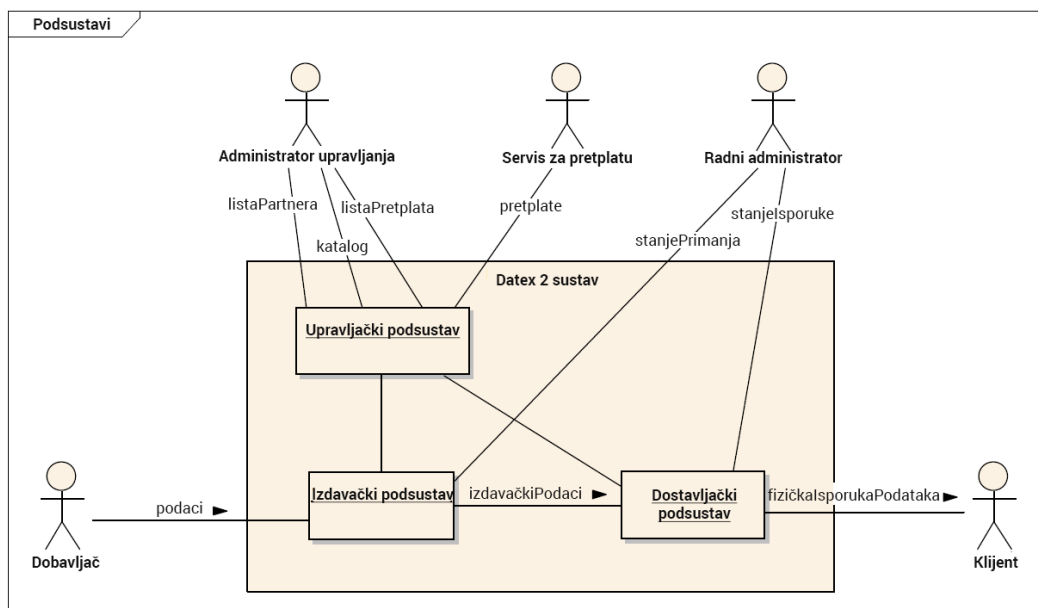 Podsustavi
Administrator upravljanja
Servis za pretplatu
Radni administrator
listaPartnera
listaPretplata
pretplate
stanjeIsporuke
katalog
stanjePrimanja
Datex 2 sustav
Upravljački podsustav
Izdavački podsustav
izdavačkiPodaci
Dostavljački
podsustav
fizičkaIsporukaPodataka
podaci
Dobavljač
Klijent